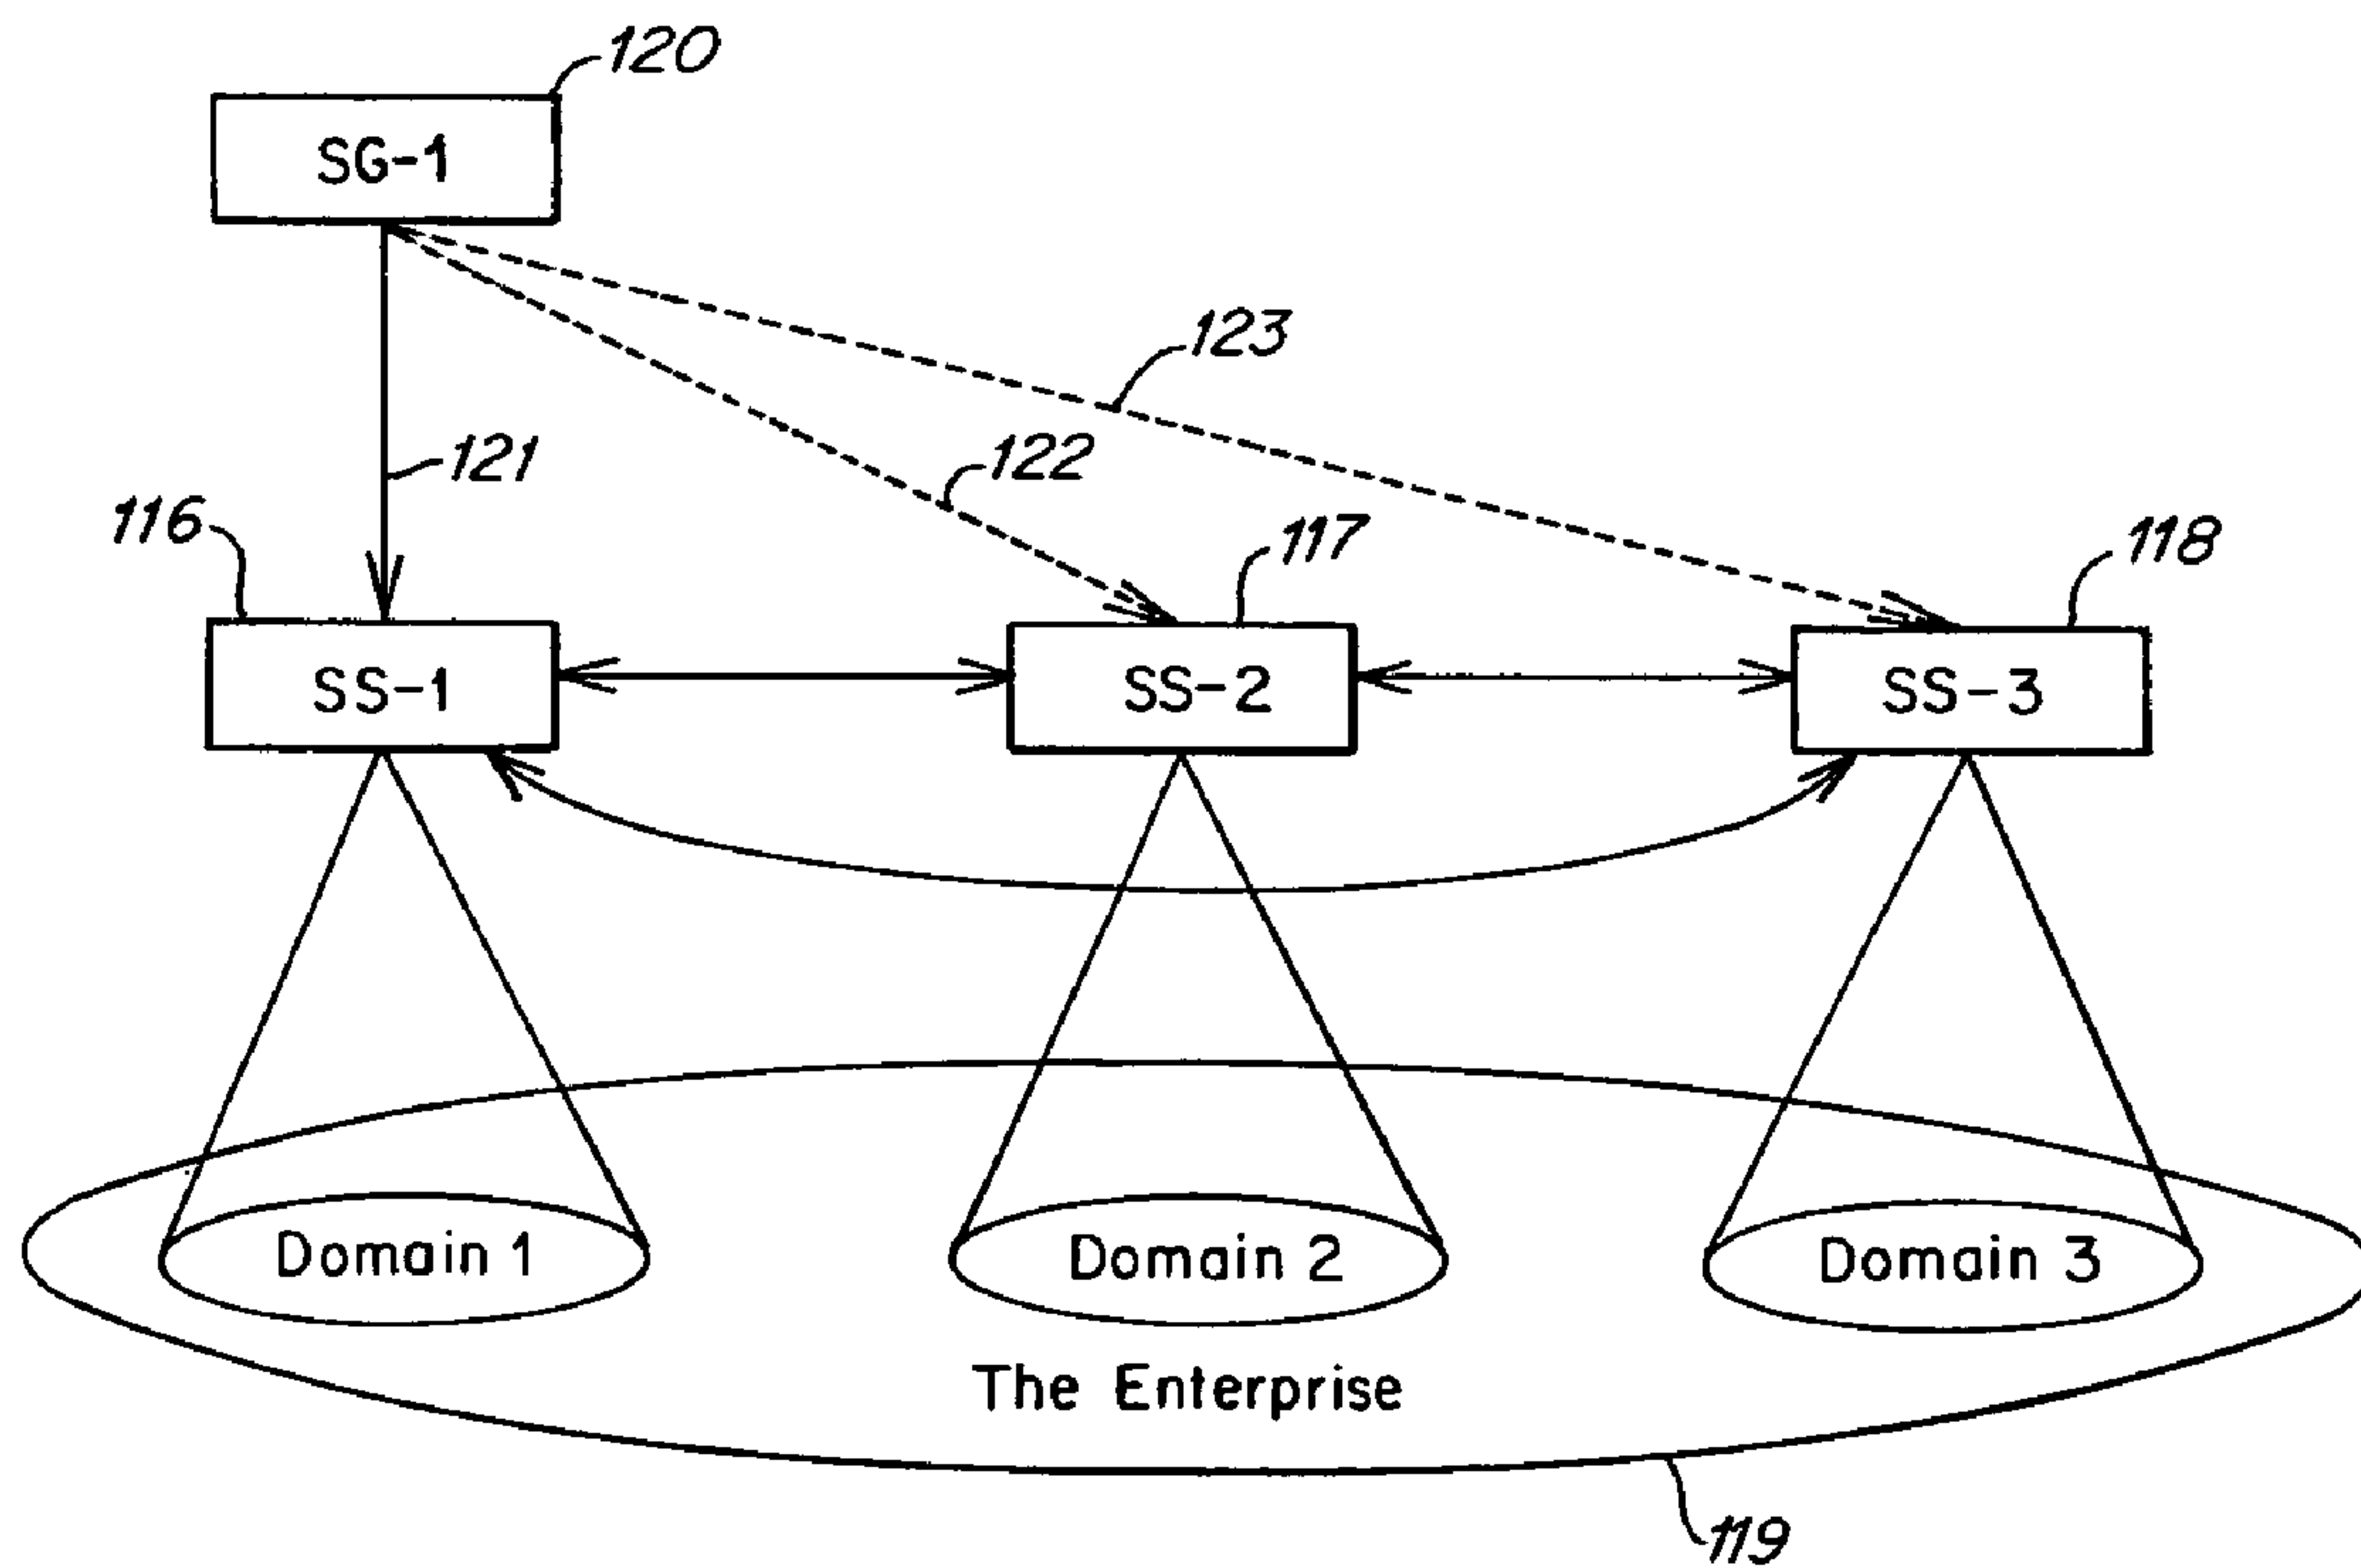 120
SG-1
123
122
121
116
117
118
SS-1
SS-2
SS-3
Domain 1
Domain 2
Domain 3
The Enterprise
119